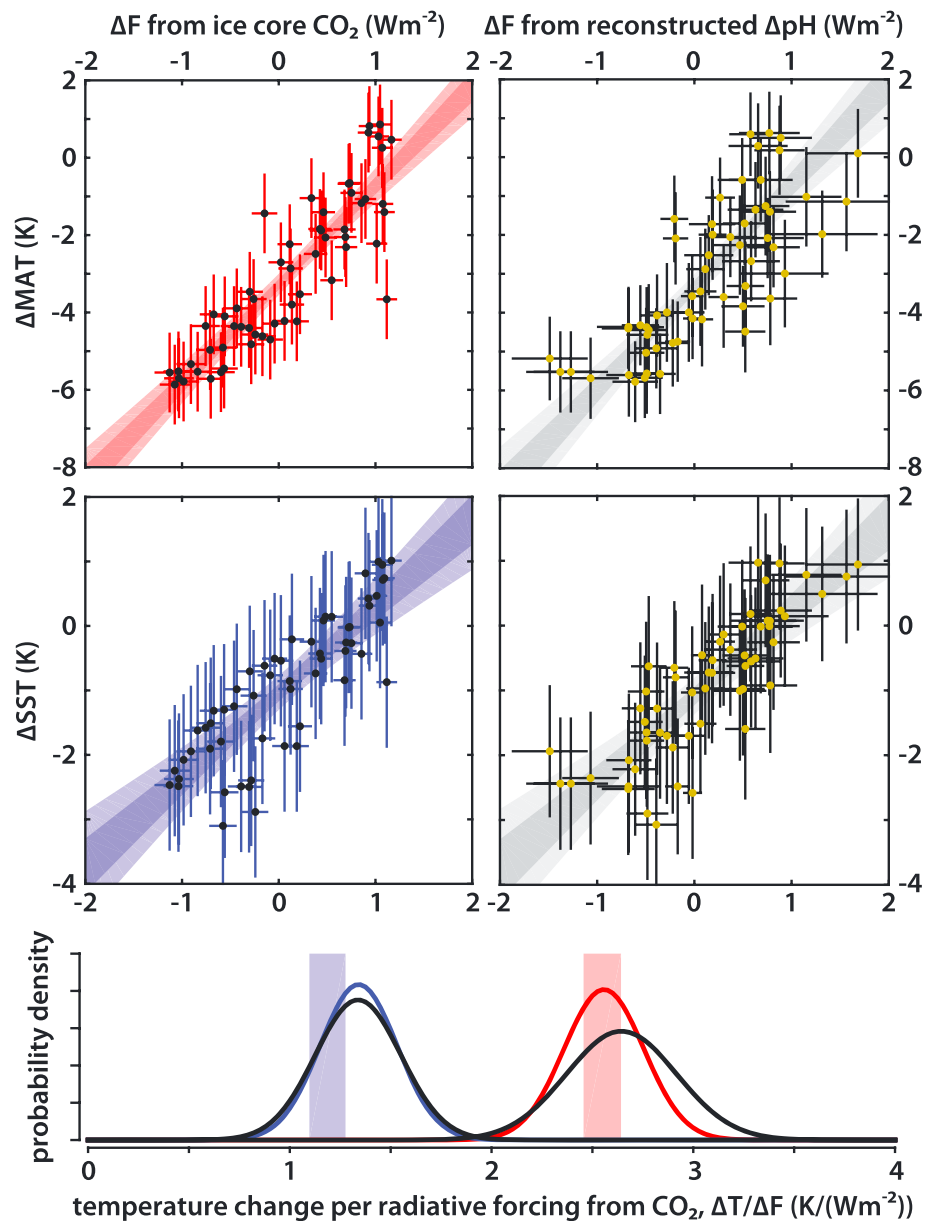 ΔF from ice core CO₂ (Wm⁻²) ΔF from reconstructed ΔpH (Wm⁻²)
-2 -1 0 1 2 -2 -1 0 1 2
2 2
0 0
-2 -2
-4 -4
-6 -6
-8 -8
ΔMAT (K)
2 2
0 0
-2 -2
-4 -4
ΔSST (K)
-2 -1 0 1 2 -2 -1 0 1 2
probability density
0 1 2 3 4
temperature change per radiative forcing from CO₂, ΔT/ΔF (K/(Wm⁻²))